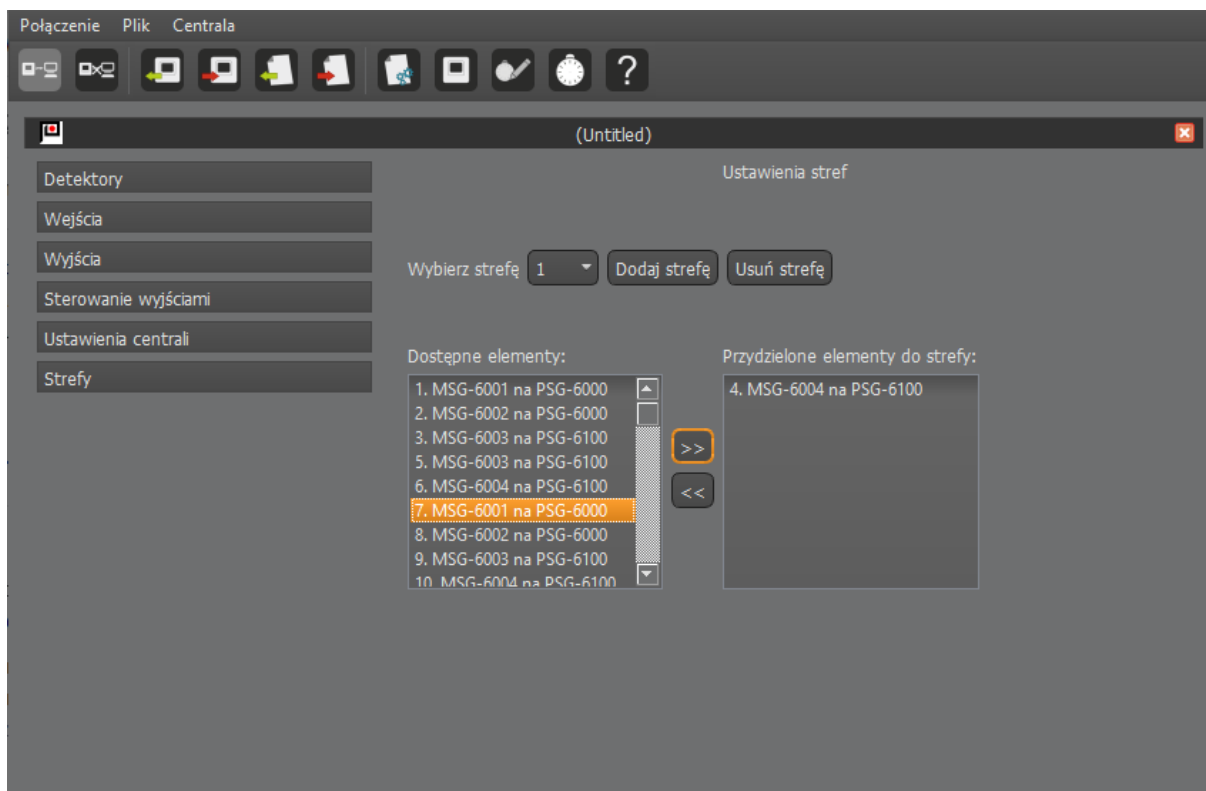 Połączenie Plik Centrala
?
(Untitled)
Detektory
Wejścia
Wyjścia
Sterowanie wyjściami
Ustawienia centrali
Strefy
Ustawienia stref
Wybierz strefę 1 Dodaj strefę Usuń strefę
Dostępne elementy:
1. MSG-6001 na PSG-6000
2. MSG-6002 na PSG-6000
3. MSG-6003 na PSG-6100
5. MSG-6003 na PSG-6100
6. MSG-6004 na PSG-6100
7. MSG-6001 na PSG-6000
8. MSG-6002 na PSG-6000
9. MSG-6003 na PSG-6100
10. MSG-6004 na PSG-6100
>>
<<
Przydzielone elementy do strefy:
4. MSG-6004 na PSG-6100